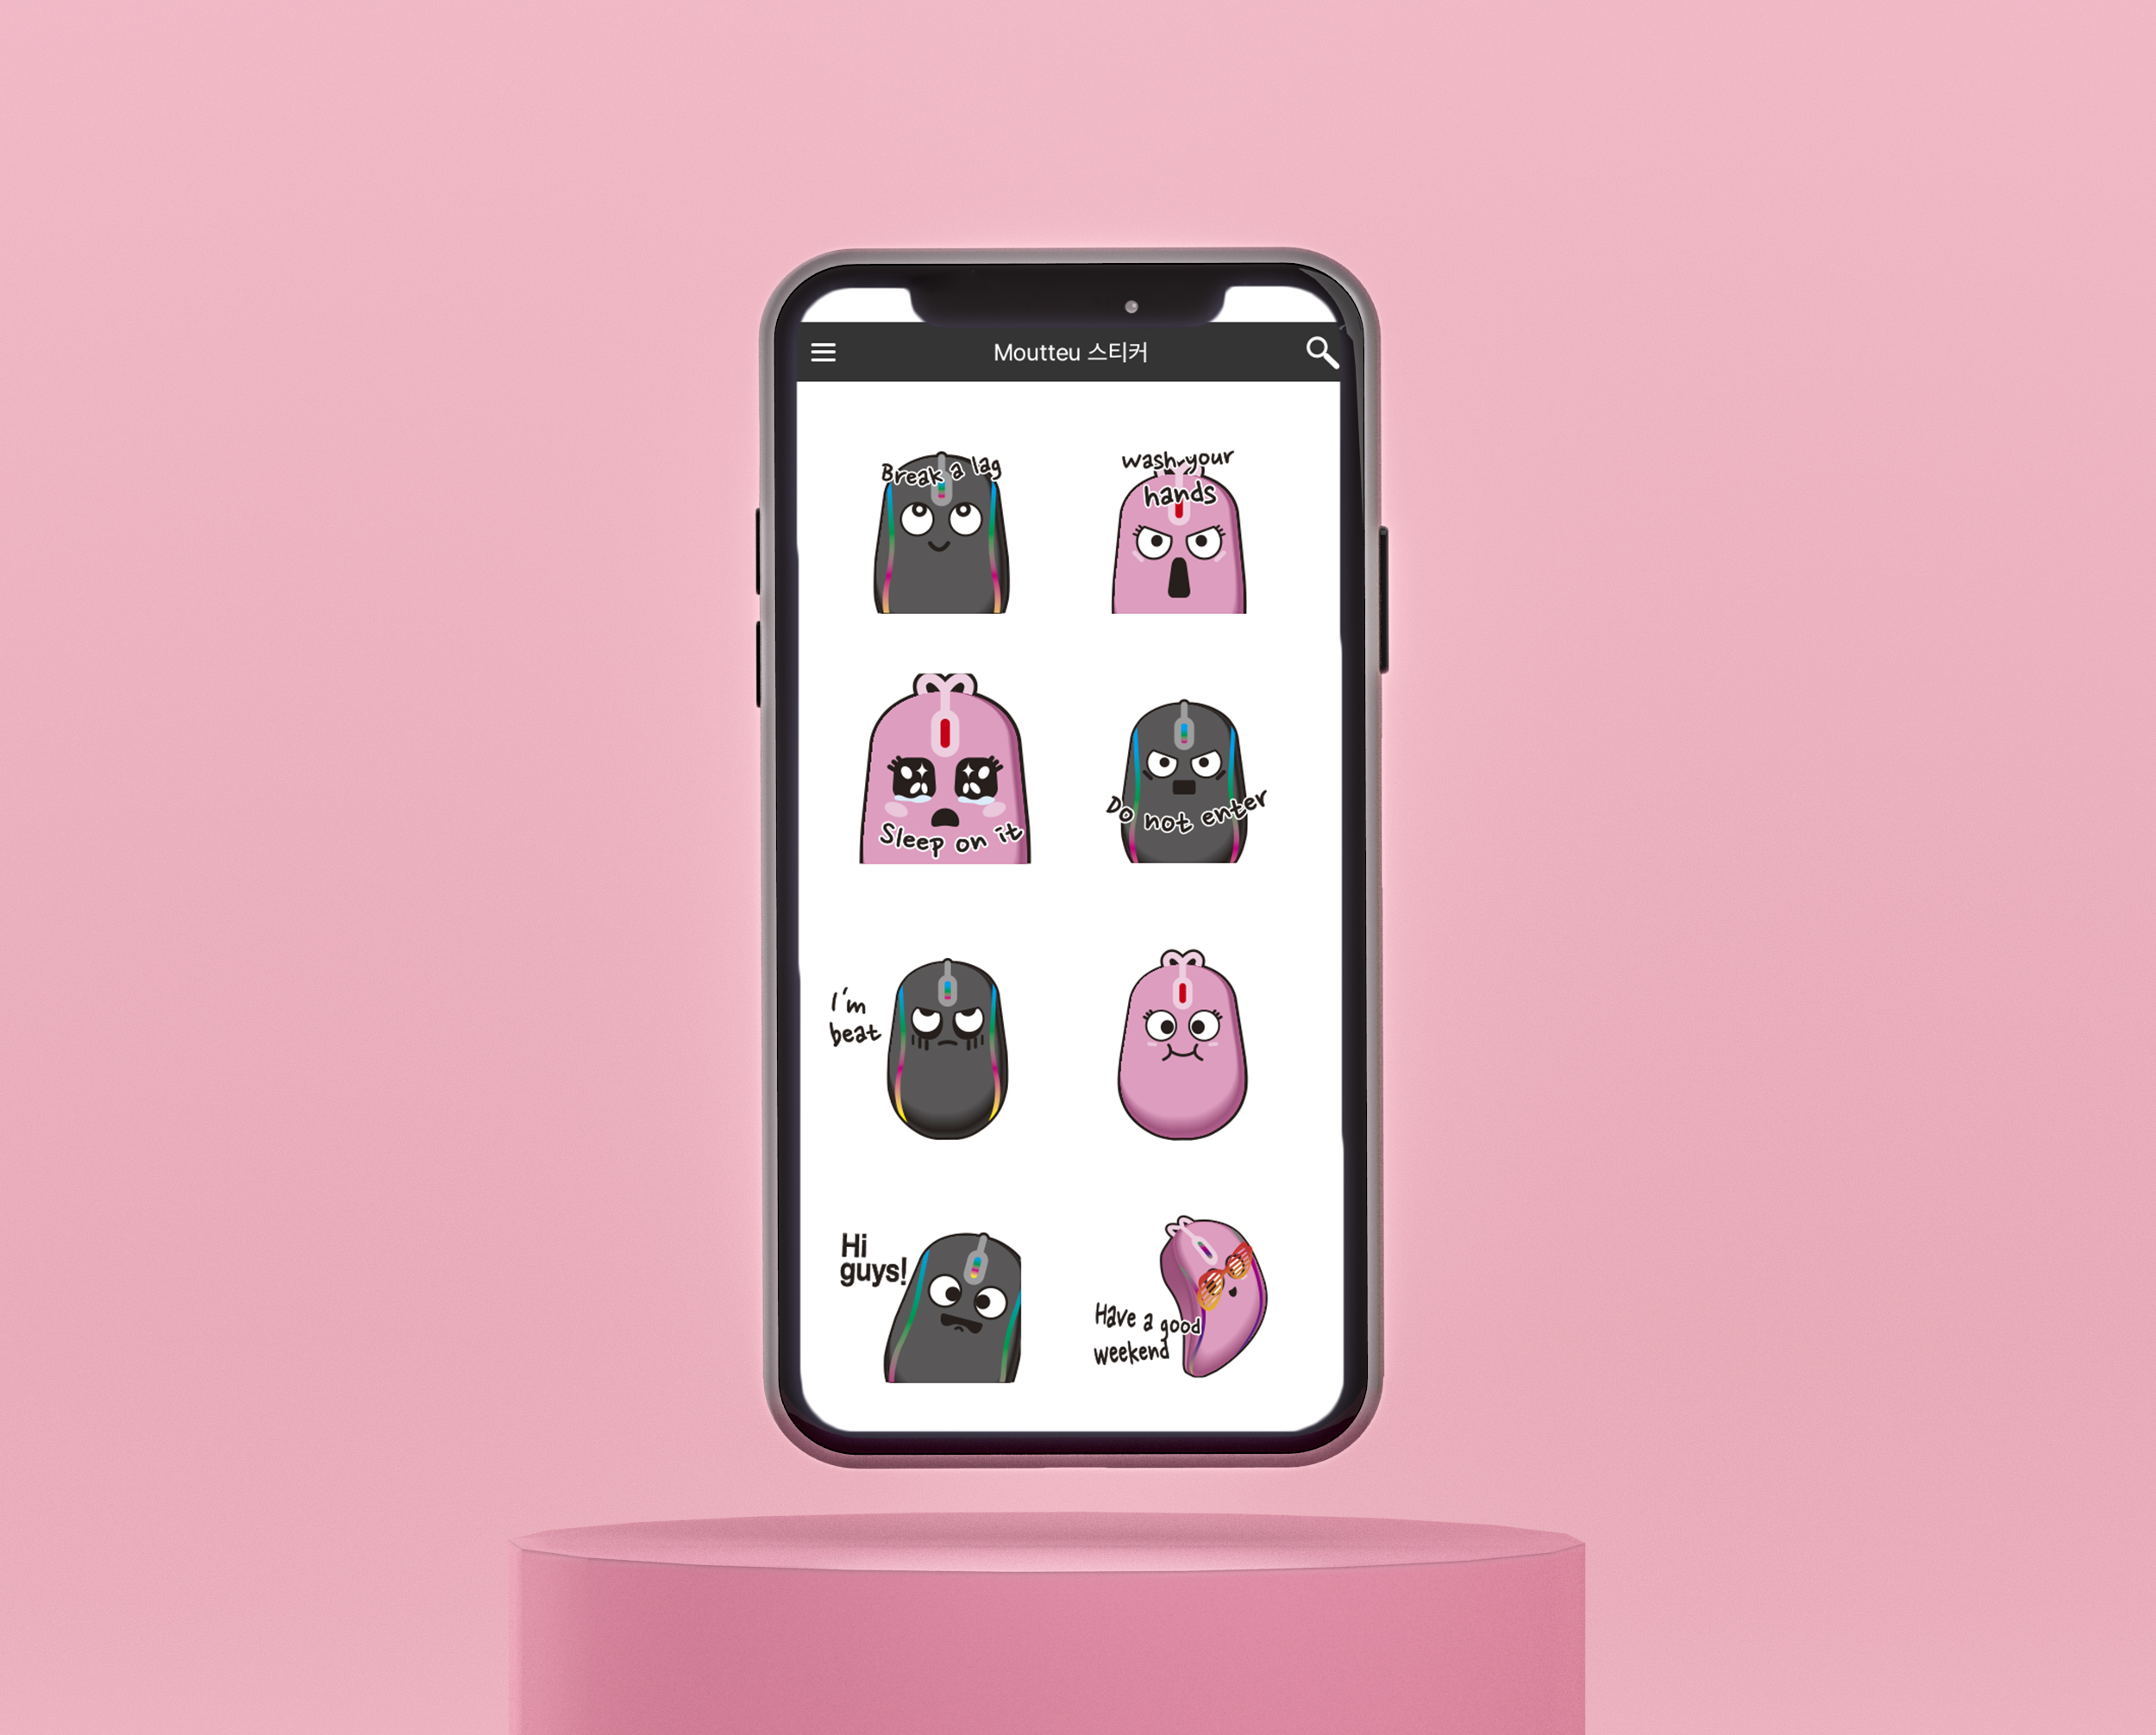 Moutteu 스티커
Break a lag
Wash your
hands
Sleep on it
Do not enter
I'm
beat
Hi
guys!
Have a good
weekend